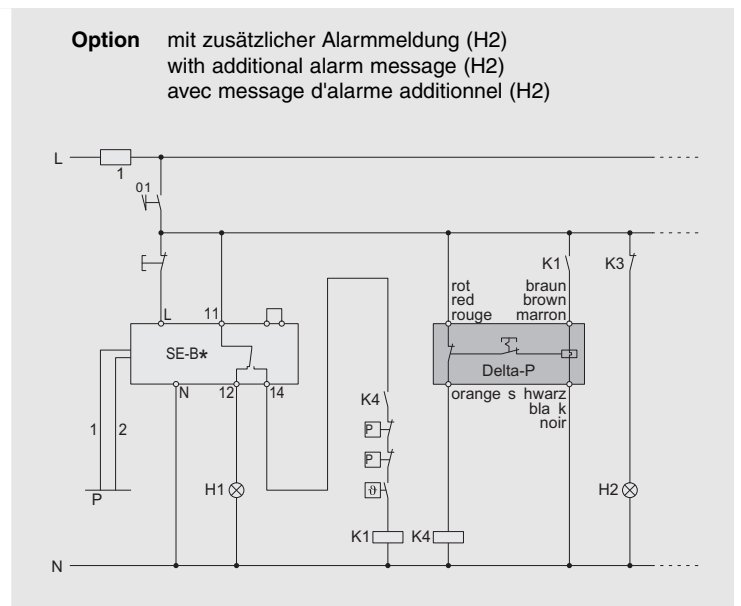 Option mit zusätzlicher Alarmmeldung (H2)
with additional alarm message (H2)
avec message d'alarme additionnel (H2)
L
1
01
K1 K3
rot braun
red brown
rouge marron
L 11
SE-B*
Delta-P
N 12 14
K4
orange s hwarz
bla k
noir
P
1 2
P
P
ϑ
H1
H2
K1 K4
N